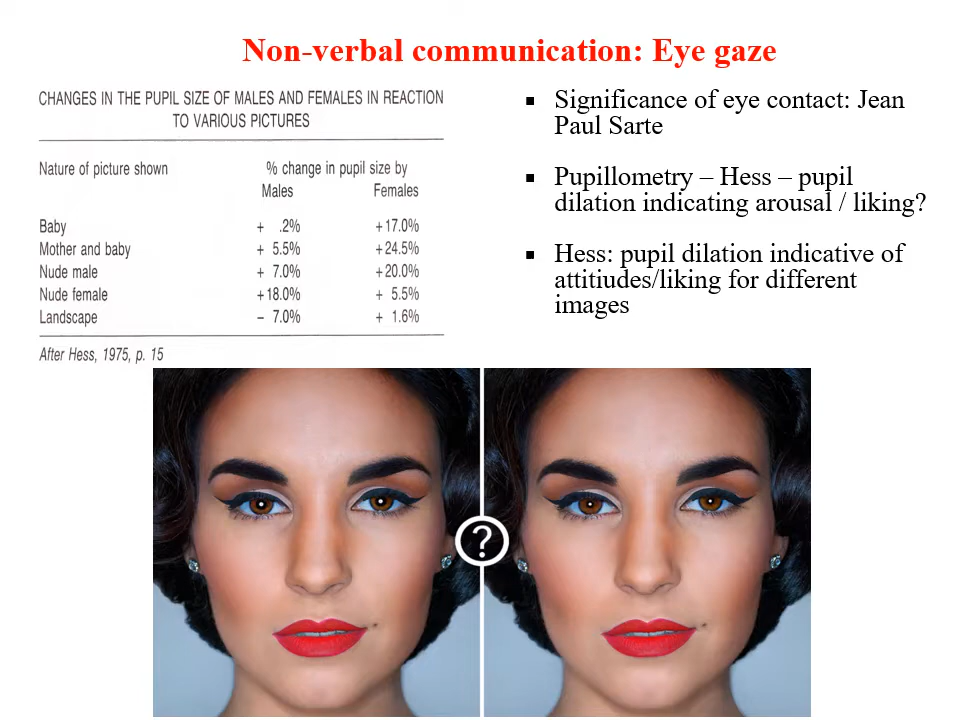 Non-verbal communication: Eye gaze
CHANGES IN THE PUPIL SIZE OF MALES AND FEMALES IN REACTION
TO VARIOUS PICTURES
Nature of picture shown % change in pupil size by
Males Females
Baby + .2% +17.0%
Mother and baby + 5.5% +24.5%
Nude male + 7.0% +20.0%
Nude female +18.0% + 5.5%
Landscape − 7.0% + 1.6%
After Hess, 1975, p. 15
▪ Significance of eye contact: Jean
Paul Sarte
▪ Pupillometry – Hess – pupil
dilation indicating arousal / liking?
▪ Hess: pupil dilation indicative of
attitiudes/liking for different
images
?